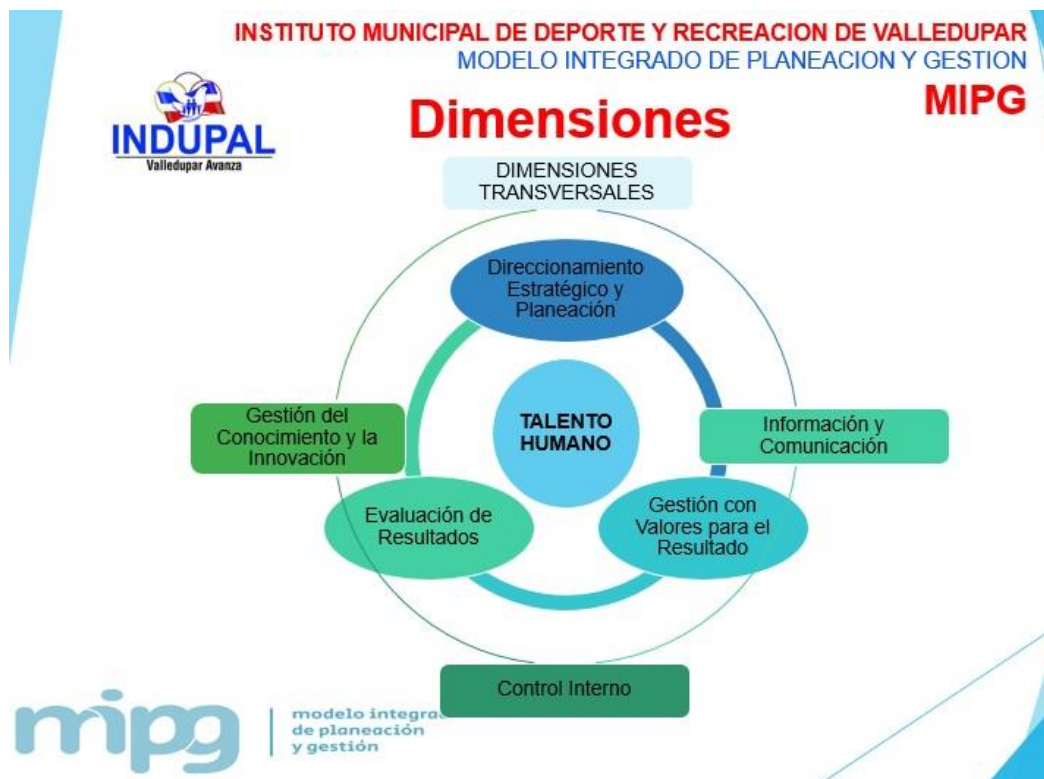 INSTITUTO MUNICIPAL DE DEPORTE Y RECREACION DE VALLEDUPAR
MODELO INTEGRADO DE PLANEACION Y GESTION
MIPG
INDUPAL
Valledupar Avanza
Dimensiones
DIMENSIONES
TRANSVERSALES
Direccionamiento
Estratégico y
Planeación
Gestión del
Conocimiento y la
Innovación
TALENTO
HUMANO
Información y
Comunicación
Evaluación de
Resultados
Gestión con
Valores para el
Resultado
Control Interno
mipg
modelo integra
de planeación
y gestión